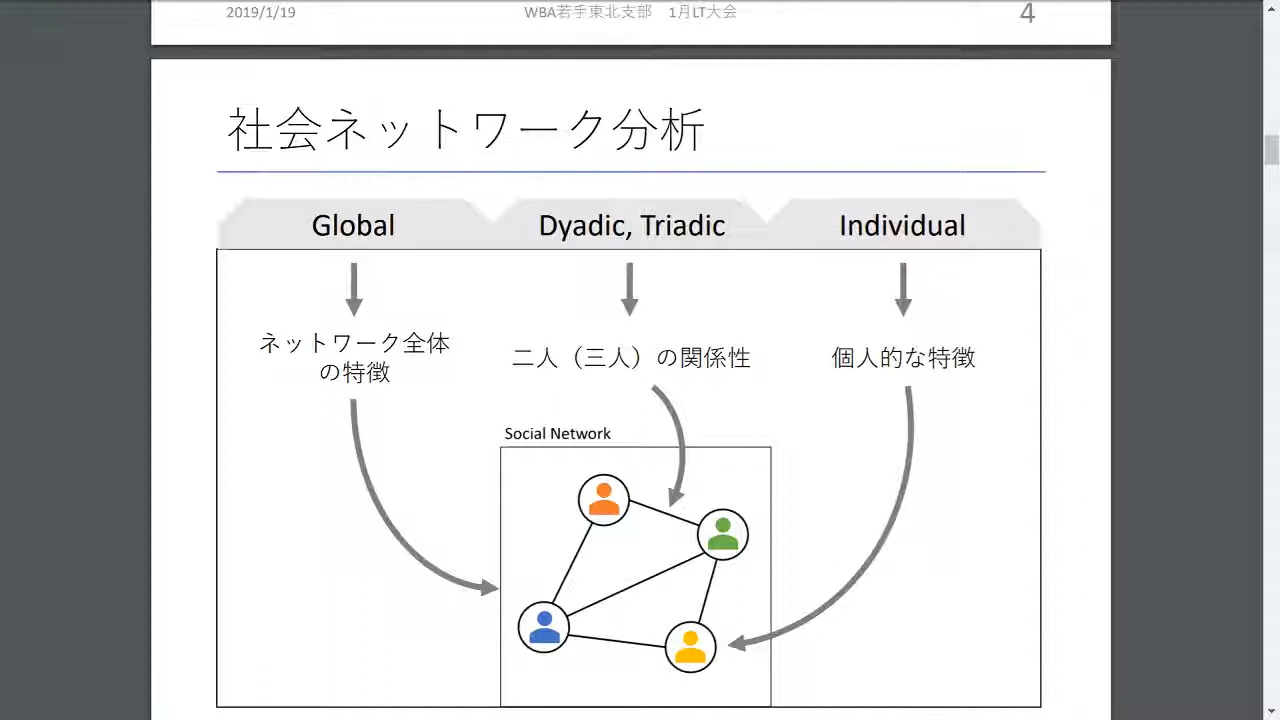 2019/1/19
WBA若手東北支部　1月LT大会
4
社会ネットワーク分析
Global
Dyadic, Triadic
Individual
ネットワーク全体
の特徴
二人（三人）の関係性
個人的な特徴
Social Network